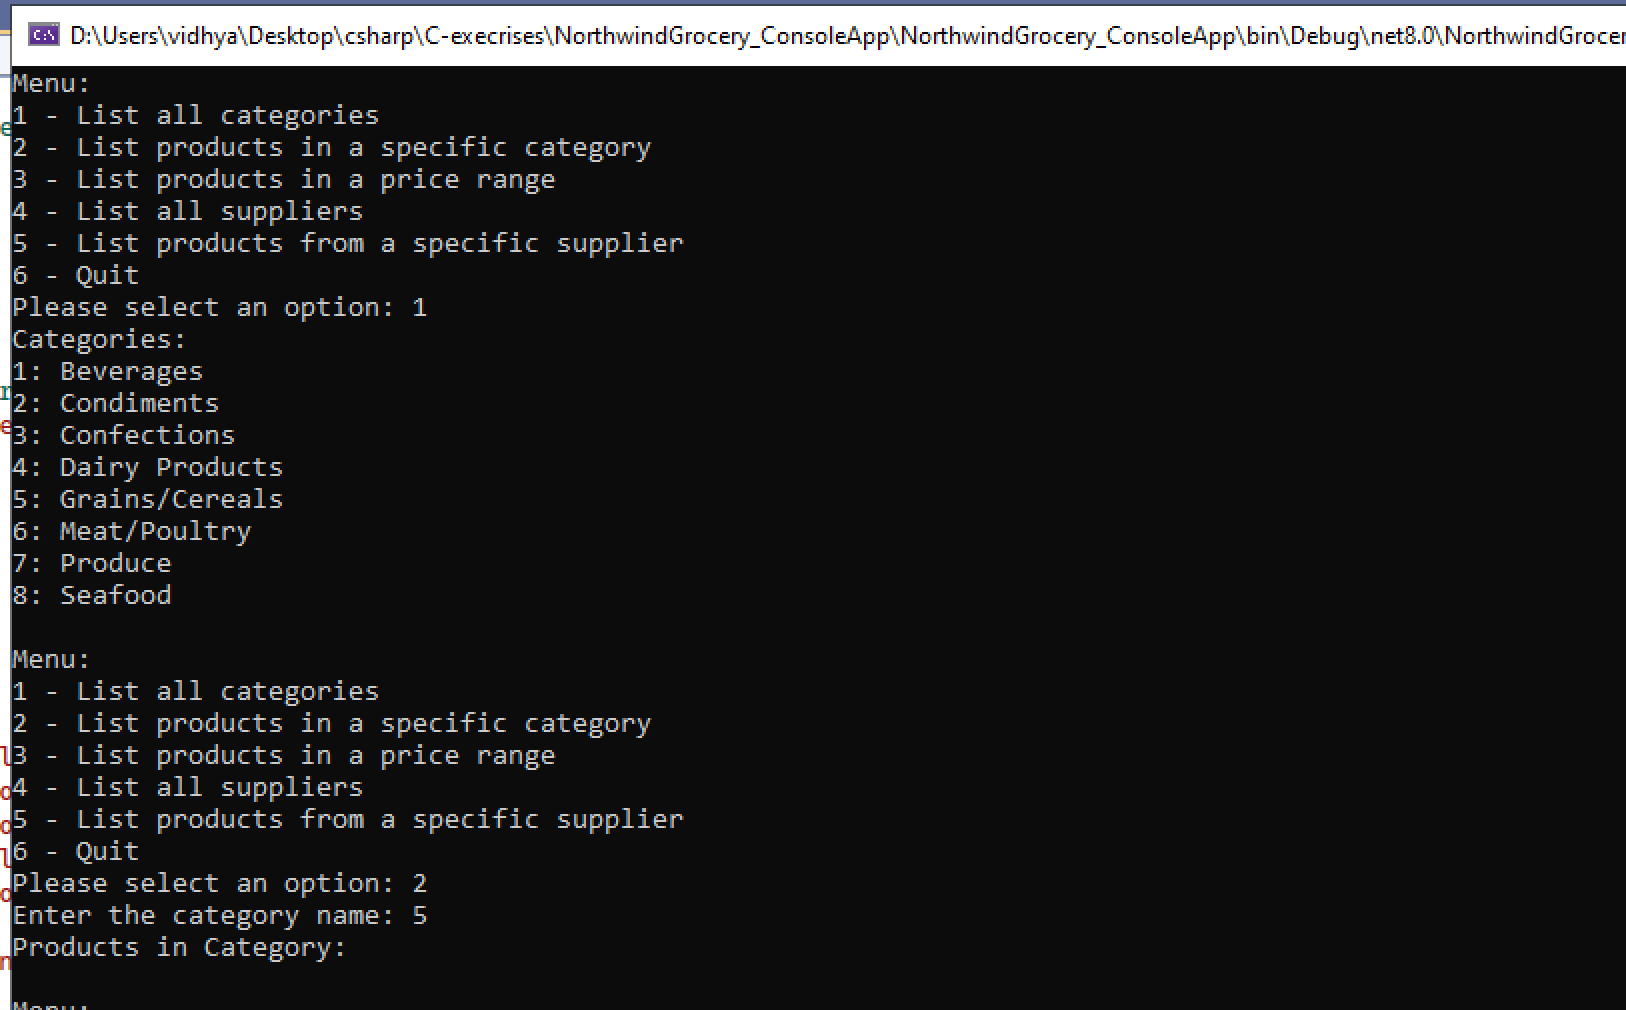 D:\Users\vidhya\Desktop\csharp\C-execrises\NorthwindGrocery_ConsoleApp\NorthwindGrocery_ConsoleApp\bin\Debug\net8.0\NorthwindGrocer
Menu:
1 - List all categories
2 - List products in a specific category
3 - List products in a price range
4 - List all suppliers
5 - List products from a specific supplier
6 - Quit
Please select an option: 1
Categories:
1: Beverages
2: Condiments
3: Confections
4: Dairy Products
5: Grains/Cereals
6: Meat/Poultry
7: Produce
8: Seafood
Menu:
1 - List all categories
2 - List products in a specific category
3 - List products in a price range
4 - List all suppliers
5 - List products from a specific supplier
6 - Quit
Please select an option: 2
Enter the category name: 5
Products in Category:
Menu: